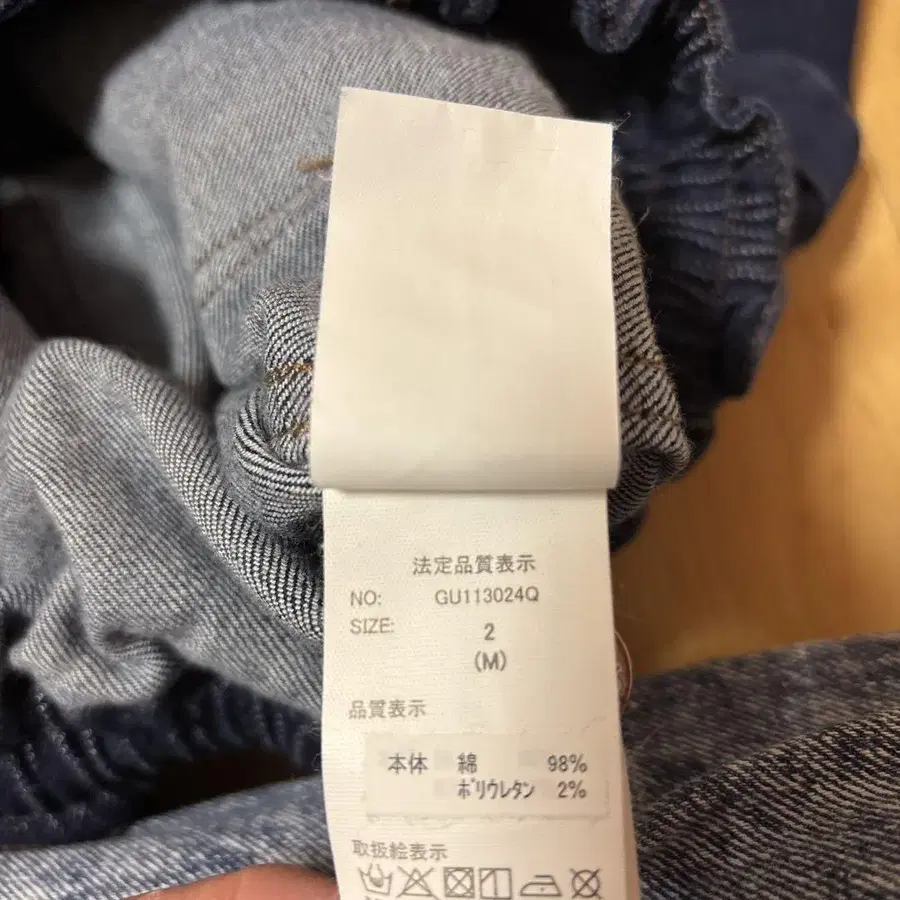 法定品質表示
NO: GU113024Q
SIZE: 2
(M)
品質表示
本体 綿 98%
ポリウレタン 2%
取扱絵表示